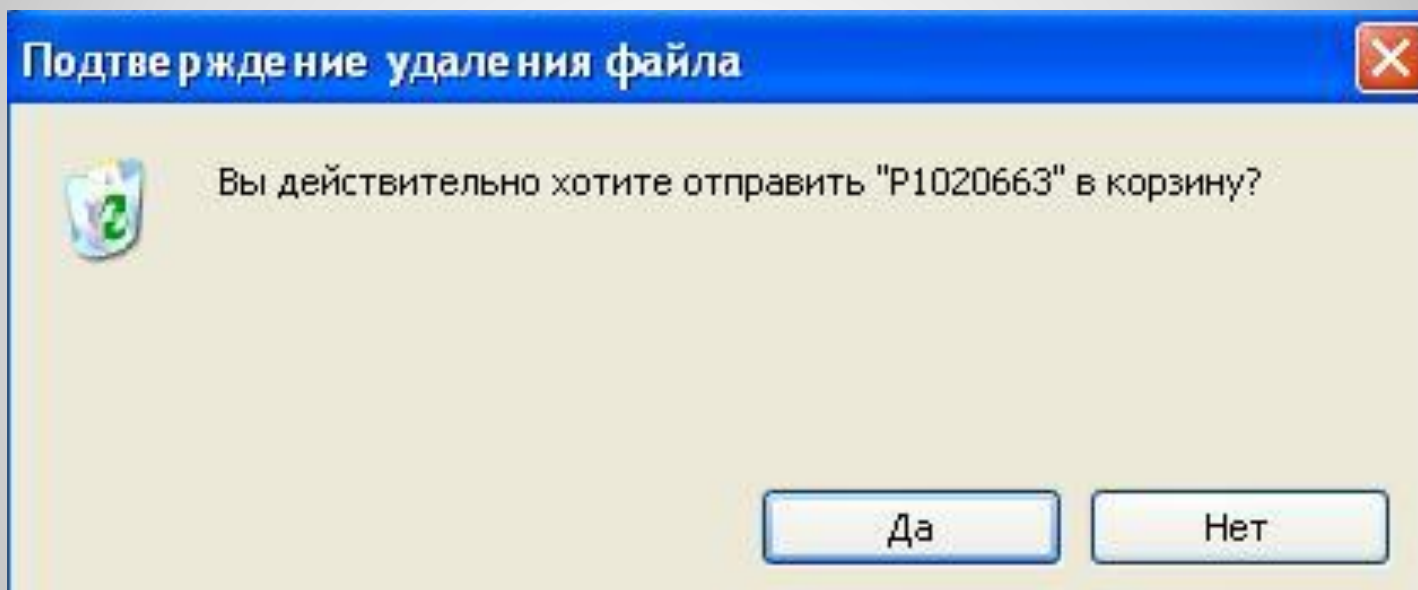 Подтверждение удаления файла
Вы действительно хотите отправить "P1020663" в корзину?
Да
Нет